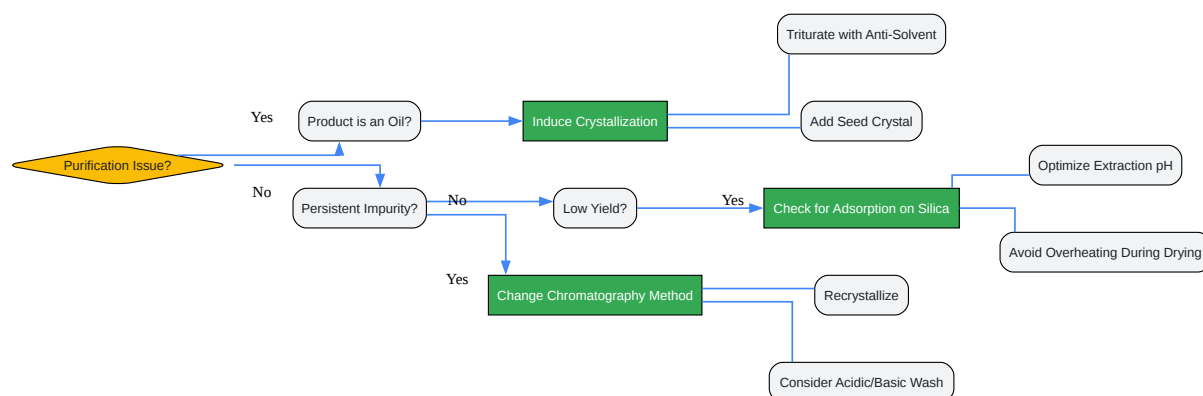 Triturate with Anti-Solvent
Yes
Product is an Oil?
Induce Crystallization
Add Seed Crystal
Purification Issue?
Optimize Extraction pH
No
Persistent Impurity?
No
Low Yield?
Yes
Check for Adsorption on Silica
Avoid Overheating During Drying
Yes
Change Chromatography Method
Recrystallize
Consider Acidic/Basic Wash